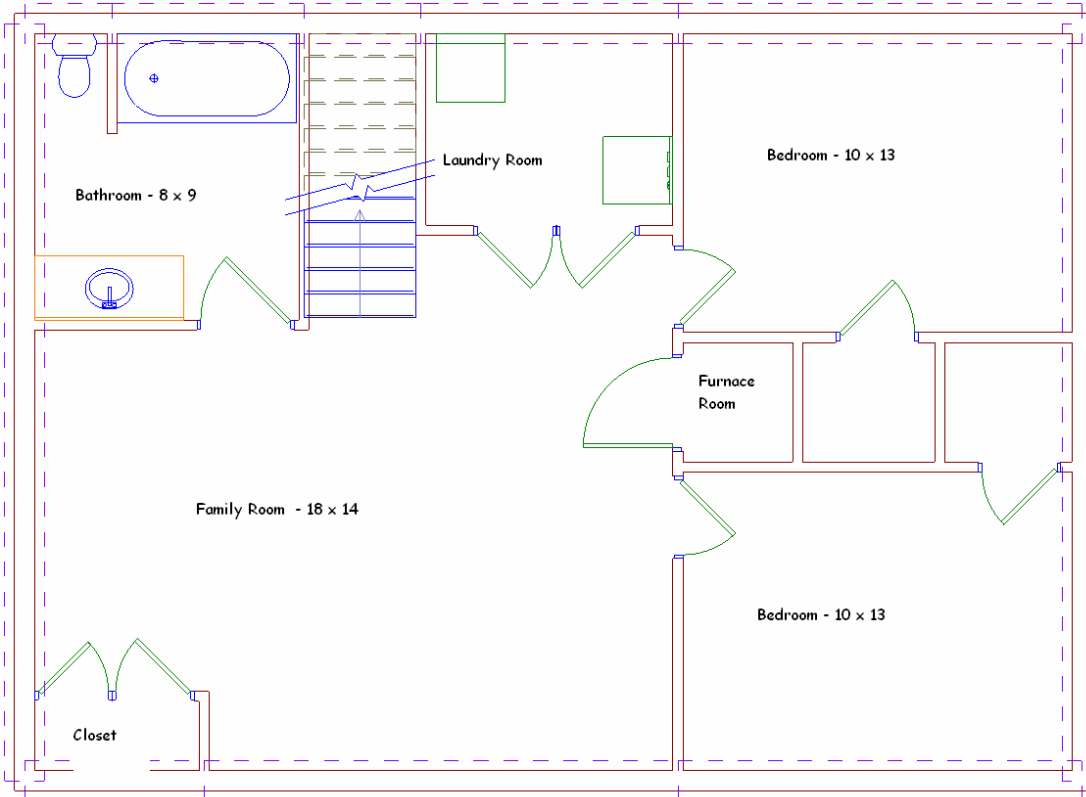 Laundry Room
Bedroom - 10 x 13
Bathroom - 8 x 9
Furnace
Room
Family Room - 18 x 14
Bedroom - 10 x 13
Closet